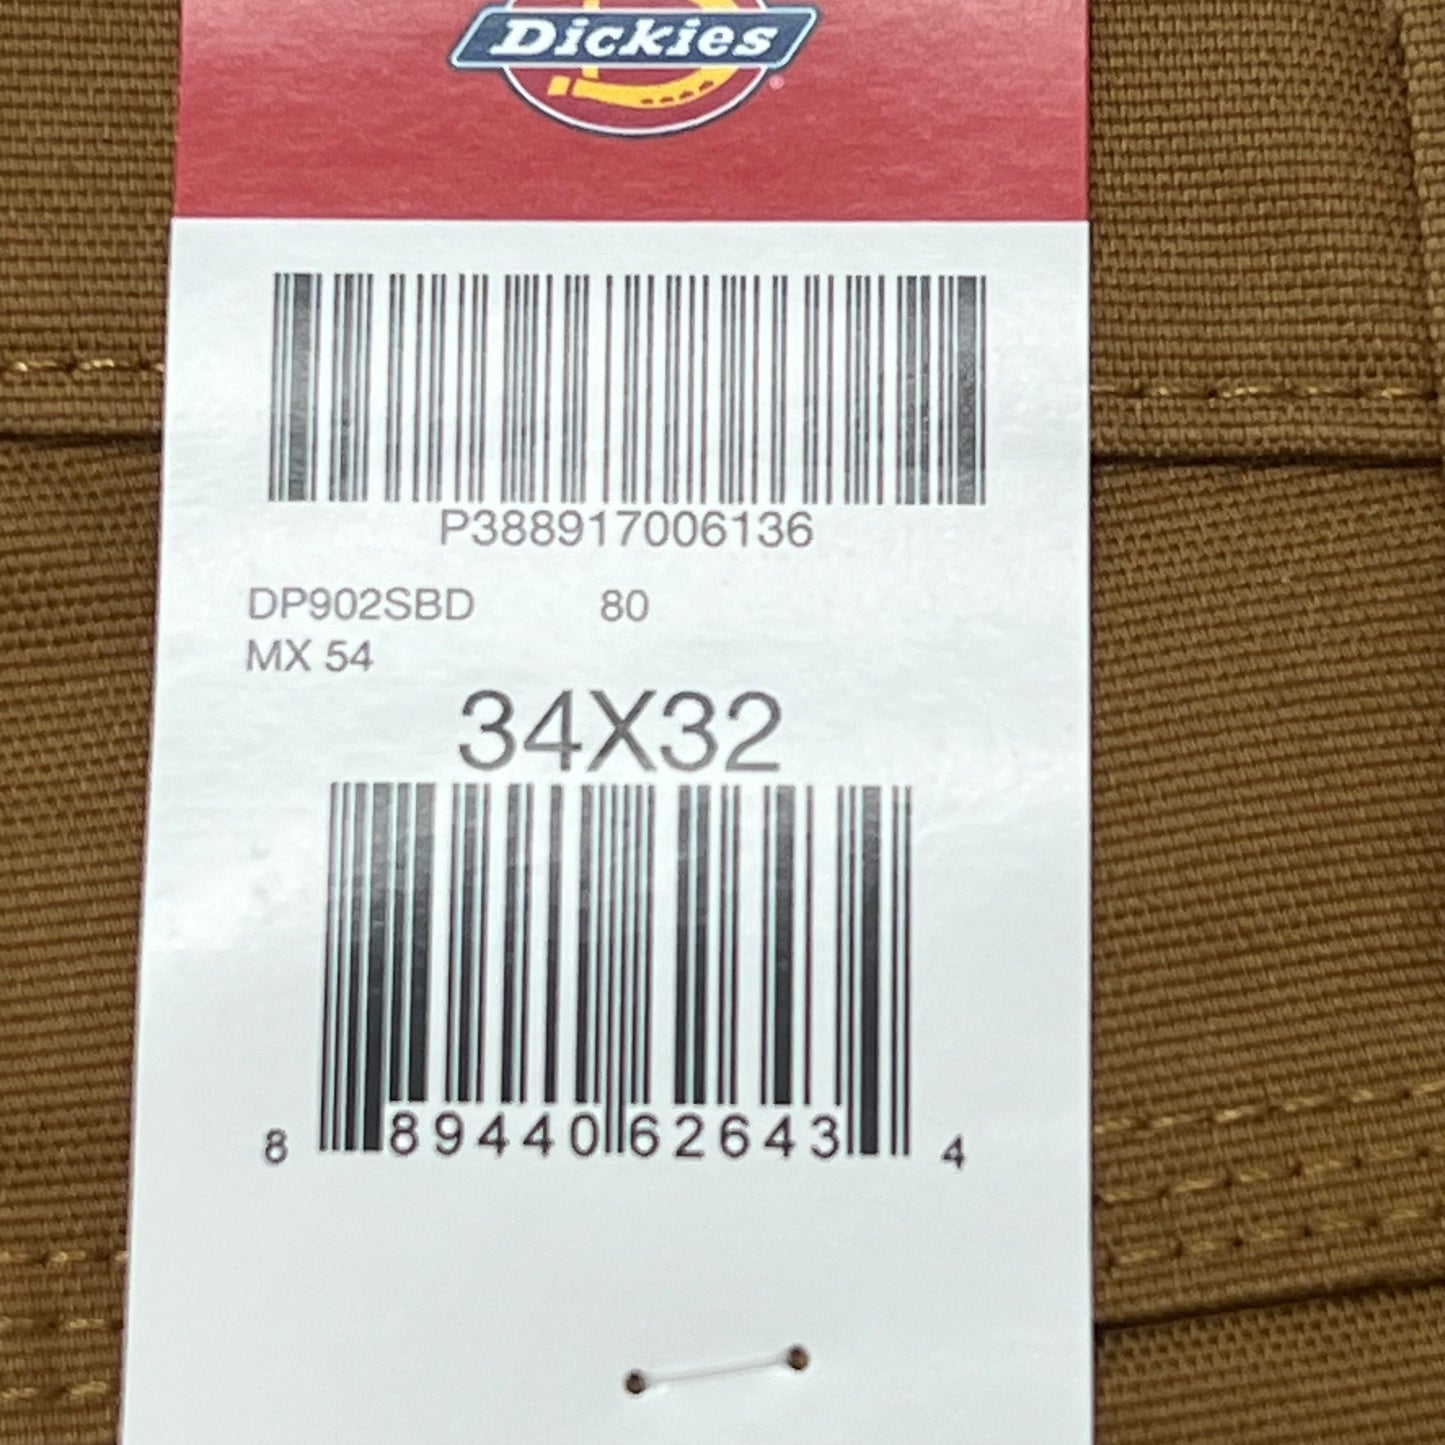 Dickies
P388917006136
DP902SBD 80
MX 54
34X32
8 89440 62643 4